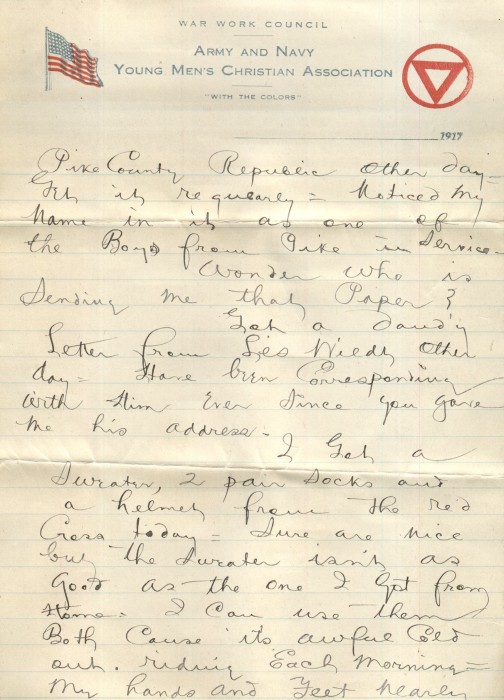 WAR WORK COUNCIL
ARMY AND NAVY
YOUNG MEN'S CHRISTIAN ASSOCIATION
"WITH THE COLORS"
1917
Pike County Republic other day =
Get it regularly = Noticed my
Name in it as one of
the Boys from Pike in Service -
Wonder who is
Sending me that Paper?
Got a dandy
Letter from Les other
day = Have been Corresponding
with Him Ever Since you gave
me his address -
I Got a
Sweater, 2 pair Socks and
a helmet from the red
Cross today = Sure are nice
but the Sweater isn't as
Good as the one I got from
Home. I can use them
Both Cause its awful Cold
out. riding Each Morning =
My hands and Feet nearly